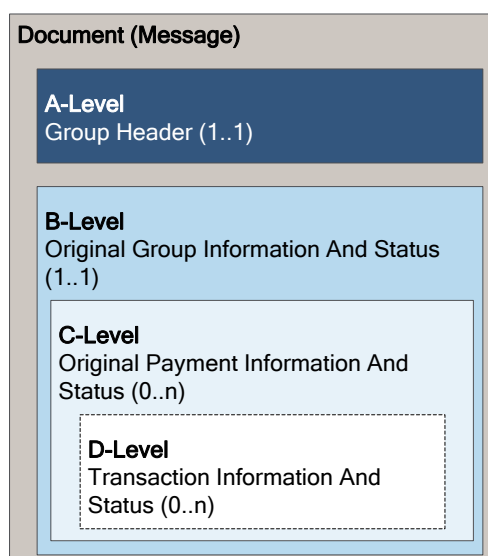 Document (Message)
A-Level
Group Header (1..1)
B-Level
Original Group Information And Status
(1..1)
C-Level
Original Payment Information And
Status (0..n)
D-Level
Transaction Information And
Status (0..n)